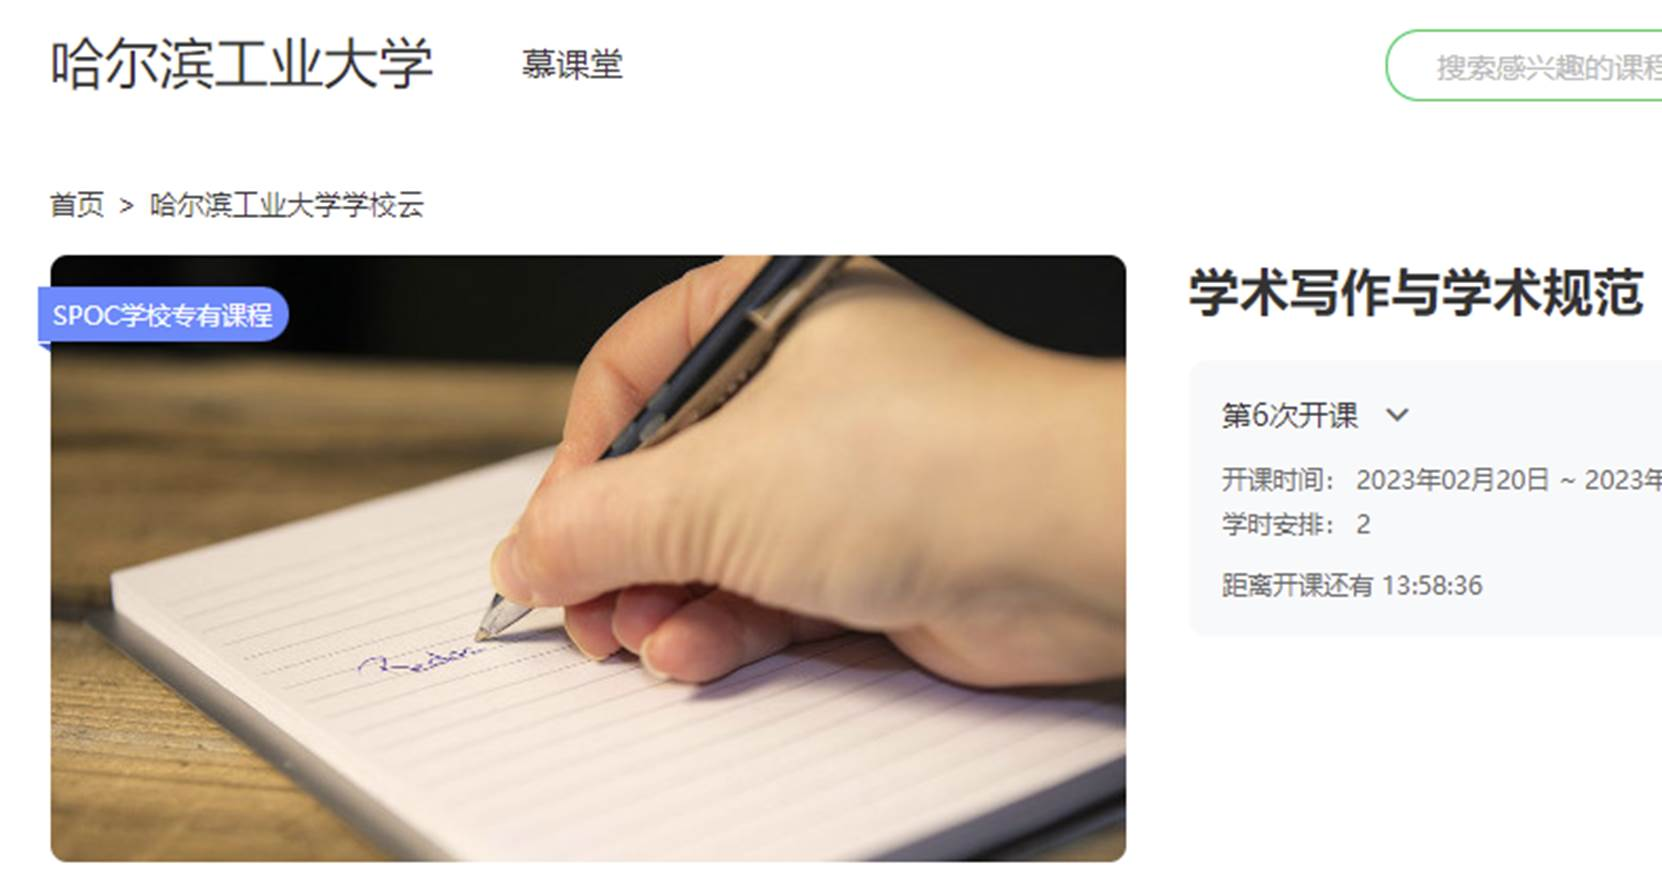 哈尔滨工业大学 慕课堂
搜索感兴趣的课程
首页 > 哈尔滨工业大学学校云
SPOC学校专有课程
学术写作与学术规范
第6次开课
开课时间： 2023年02月20日 ~ 2023年
学时安排： 2
距离开课还有 13:58:36